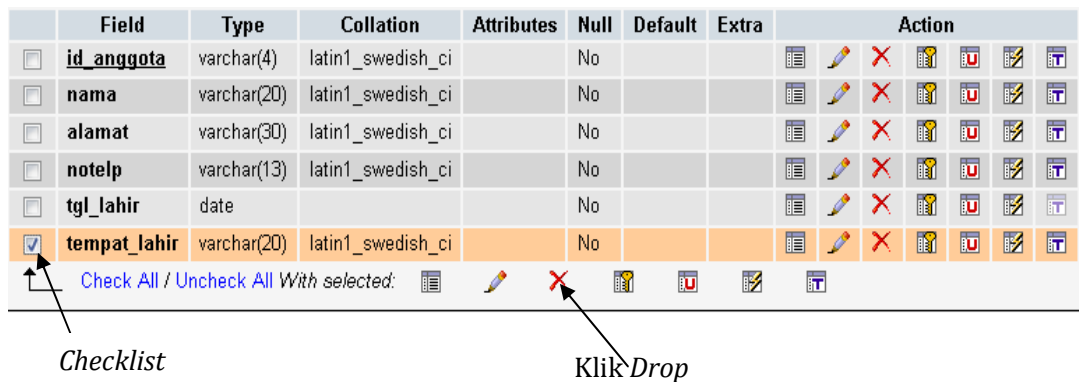 Field Type Collation Attributes Null Default Extra Action
id_anggota varchar(4) latin1_swedish_ci No
nama varchar(20) latin1_swedish_ci No
alamat varchar(30) latin1_swedish_ci No
notelp varchar(13) latin1_swedish_ci No
tgl_lahir date No
tempat_lahir varchar(20) latin1_swedish_ci No
Check All / Uncheck All With selected:
Checklist Klik Drop